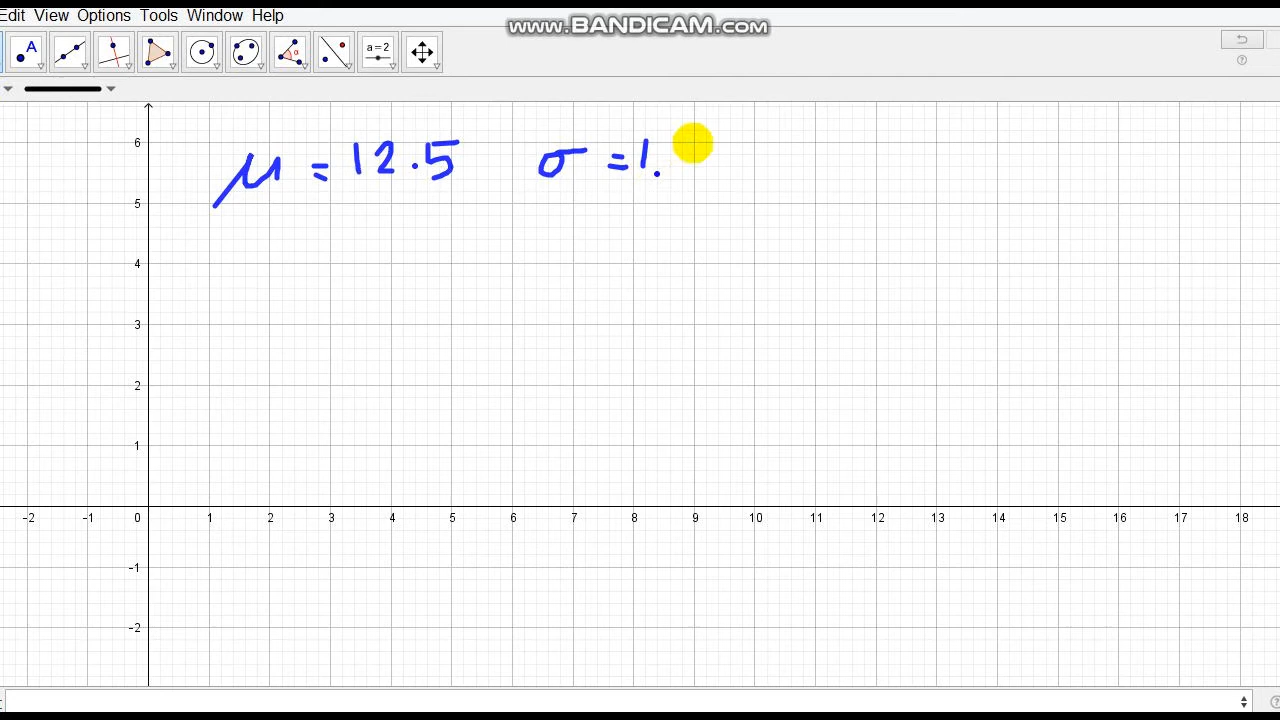 Edit View Options Tools Window Help
www.BANDICAM.com
A
α
a=2
μ = 12.5 σ =1.
6
5
4
3
2
1
-2 -1 0 1 2 3 4 5 6 7 8 9 10 11 12 13 14 15 16 17 18
-1
-2